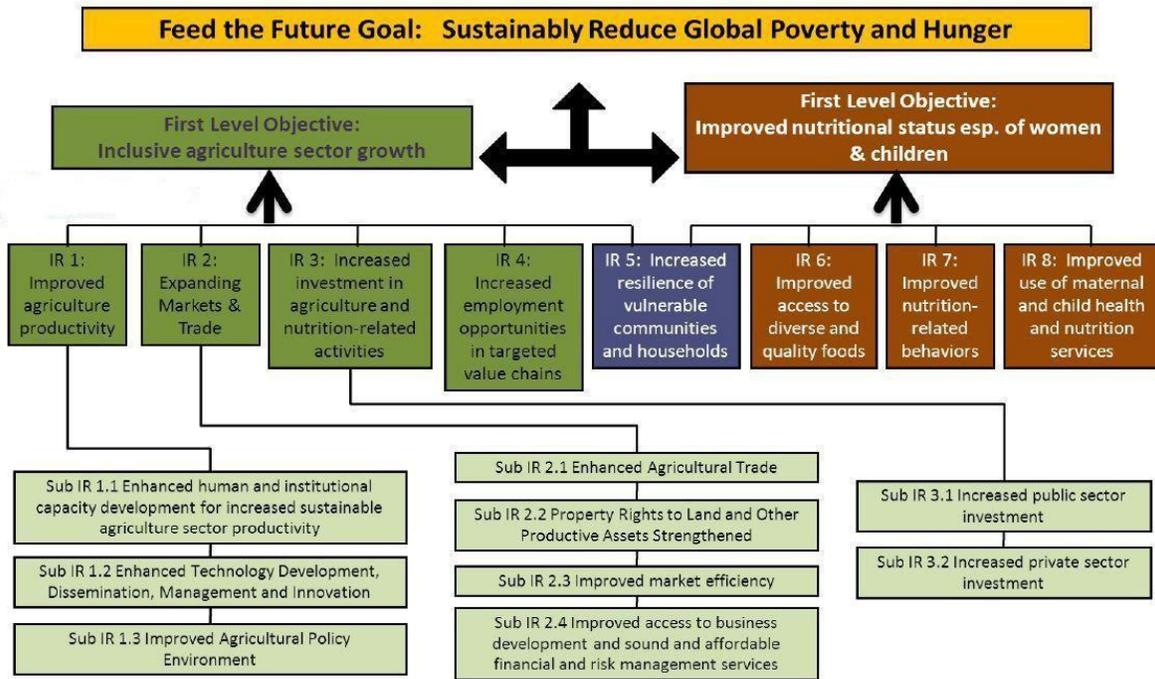 Feed the Future Goal: Sustainably Reduce Global Poverty and Hunger
First Level Objective:
Inclusive agriculture sector growth
First Level Objective:
Improved nutritional status esp. of women
& children
IR 1:
Improved
agriculture
productivity
IR 2:
Expanding
Markets &
Trade
IR 3: Increased
investment in
agriculture and
nutrition-related
activities
IR 4:
Increased
employment
opportunities
in targeted
value chains
IR 5: Increased
resilience of
vulnerable
communities
and households
IR 6:
Improved
access to
diverse and
quality foods
IR 7:
Improved
nutrition-
related
behaviors
IR 8: Improved
use of maternal
and child health
and nutrition
services
Sub IR 1.1 Enhanced human and institutional
capacity development for increased sustainable
agriculture sector productivity
Sub IR 1.2 Enhanced Technology Development,
Dissemination, Management and Innovation
Sub IR 1.3 Improved Agricultural Policy
Environment
Sub IR 2.1 Enhanced Agricultural Trade
Sub IR 2.2 Property Rights to Land and Other
Productive Assets Strengthened
Sub IR 2.3 Improved market efficiency
Sub IR 2.4 Improved access to business
development and sound and affordable
financial and risk management services
Sub IR 3.1 Increased public sector
investment
Sub IR 3.2 Increased private sector
investment